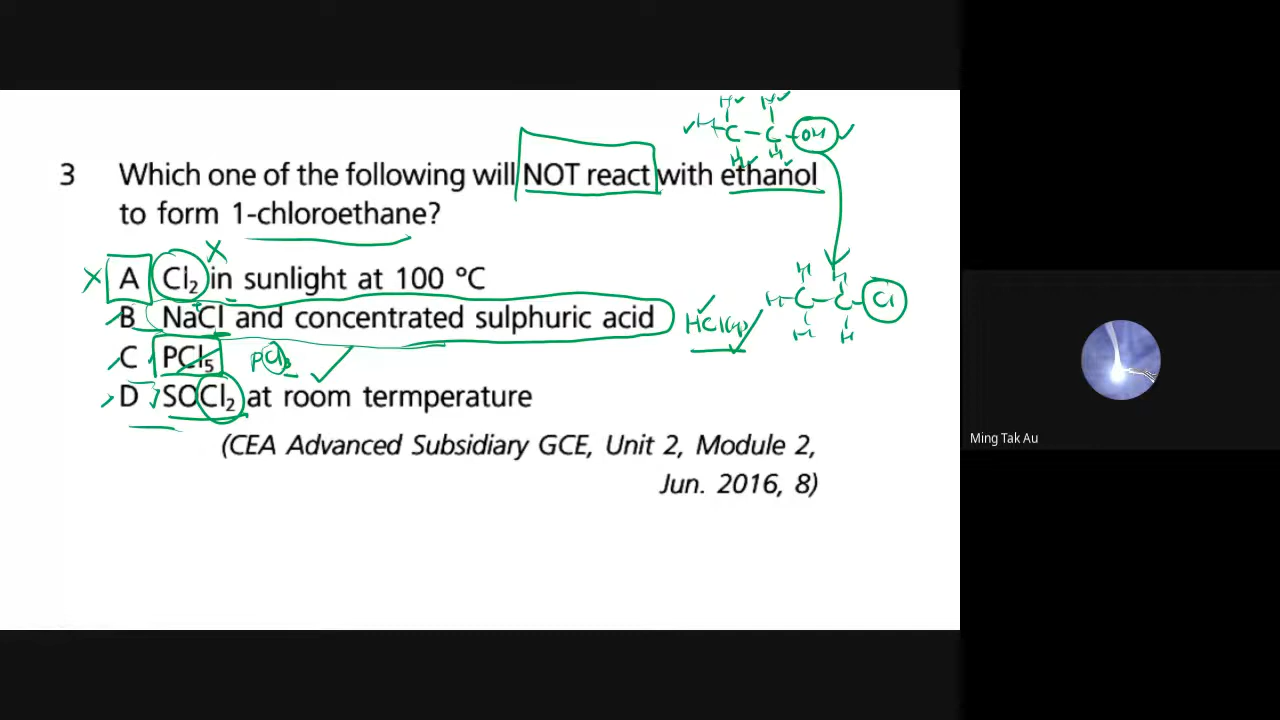 H H
H C — C — OH
H H
3 Which one of the following will NOT react with ethanol
to form 1-chloroethane?
X
X A Cl₂ in sunlight at 100 °C
H H
H — C — C — Cl
H H
B NaCl and concentrated sulphuric acid HCl(g)
C PCl₅ PCl₃
D SOCl₂ at room termperature
(CEA Advanced Subsidiary GCE, Unit 2, Module 2,
Jun. 2016, 8)
Ming Tak Au